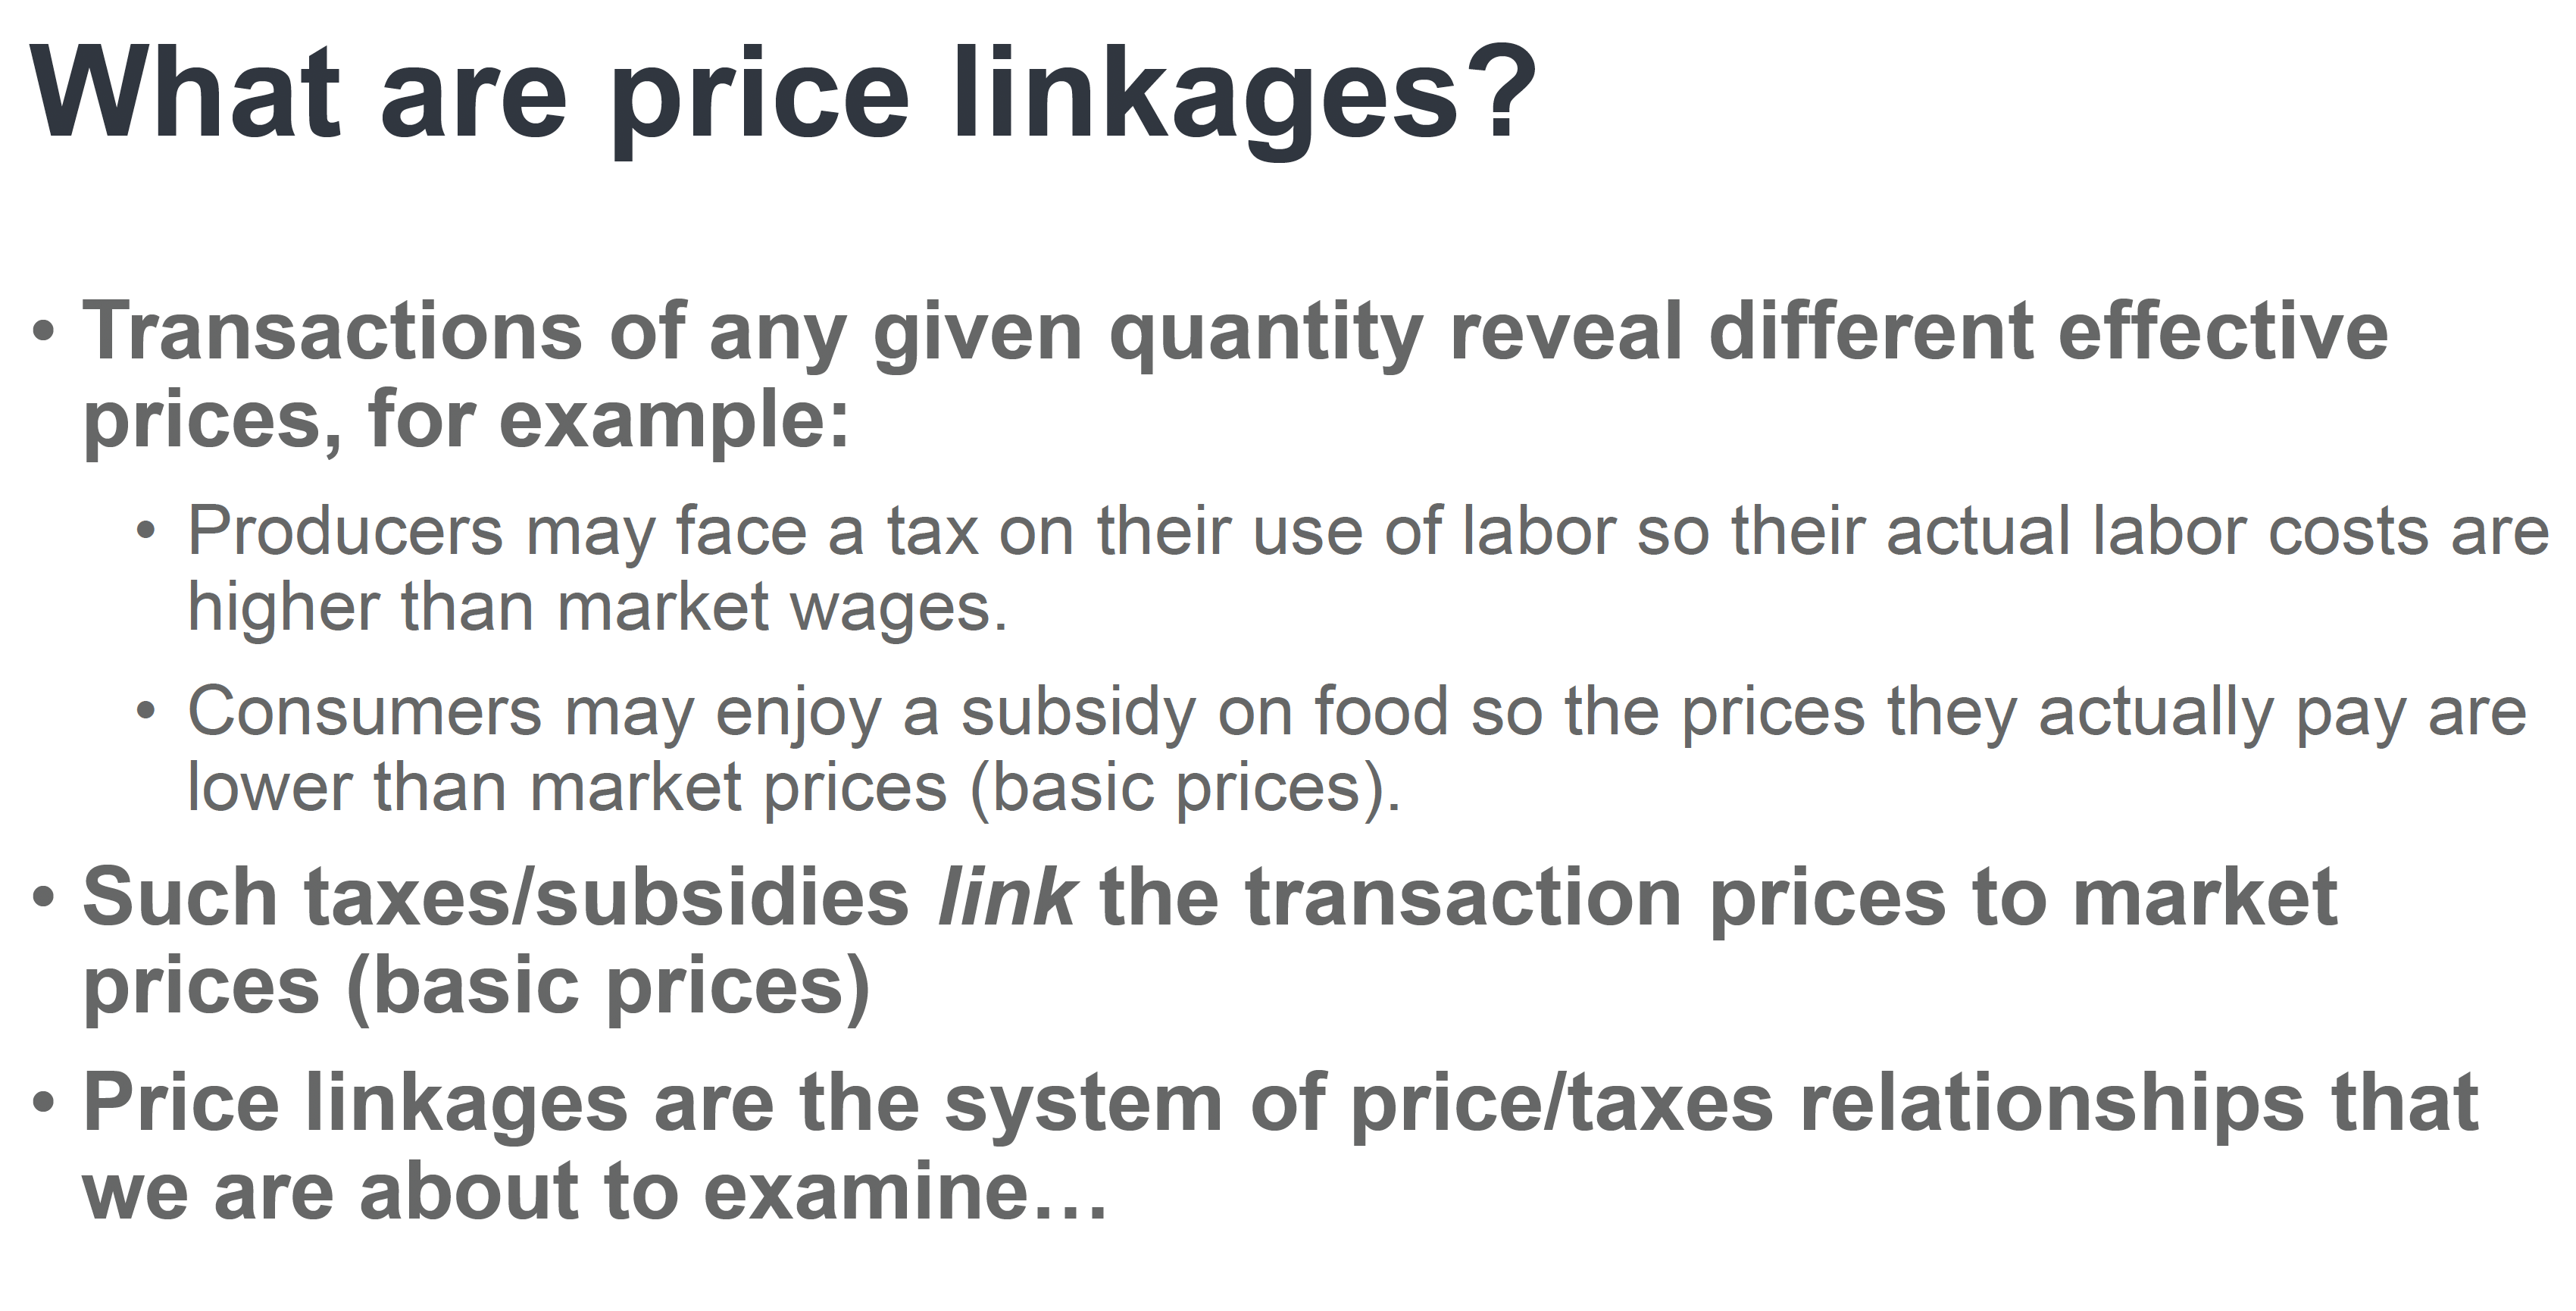 What are price linkages?
• Transactions of any given quantity reveal different effective
prices, for example:
• Producers may face a tax on their use of labor so their actual labor costs are
higher than market wages.
• Consumers may enjoy a subsidy on food so the prices they actually pay are
lower than market prices (basic prices).
• Such taxes/subsidies link the transaction prices to market
prices (basic prices)
• Price linkages are the system of price/taxes relationships that
we are about to examine…